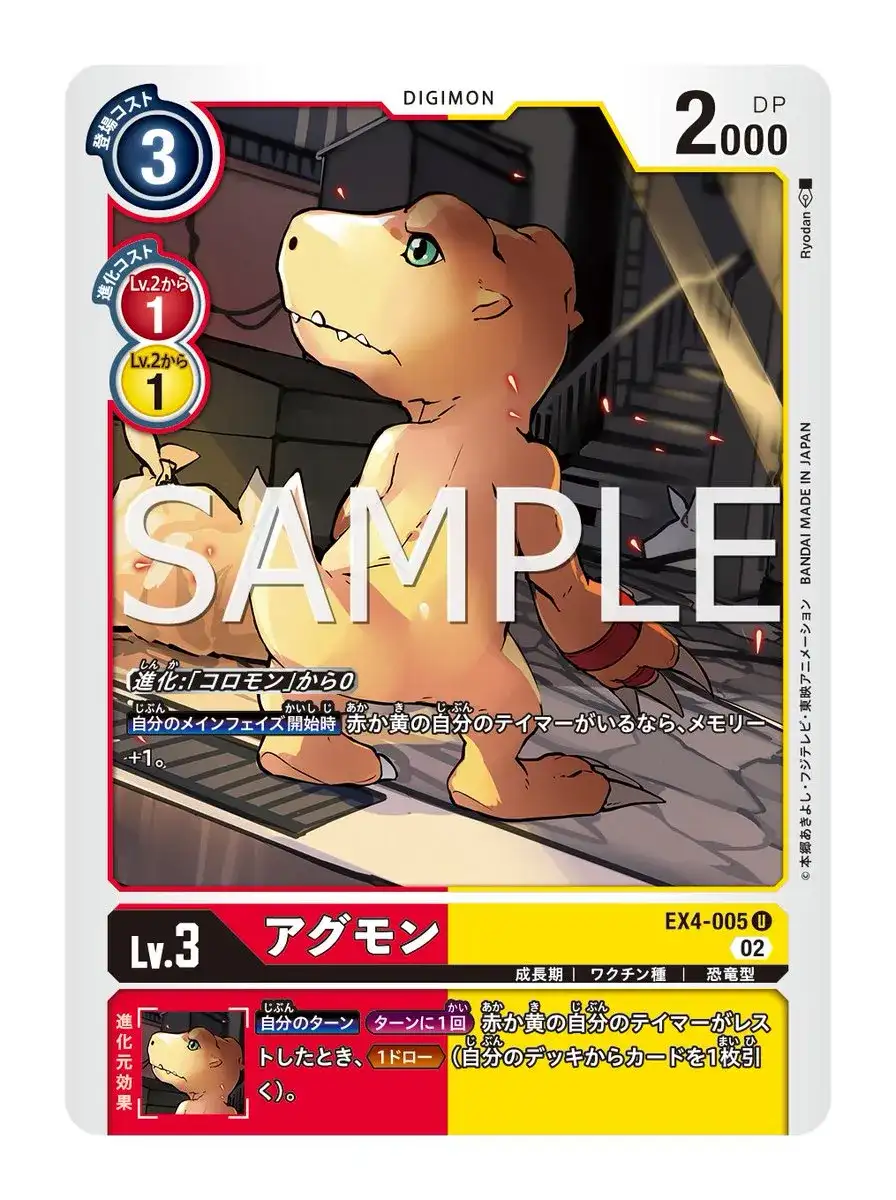 DIGIMON
登場コスト
3
2000
DP
進化コスト
Lv.2から
1
Lv.2から
1
Ryodan
SAMPLE
進化:「コロモン」から0
自分のメインフェイズ開始時 赤か黄の自分のテイマーがいるなら、メモリー
+1。
© 本郷あきよし・フジテレビ・東映アニメーション BANDAI MADE IN JAPAN
Lv.3
アグモン
EX4-005 U
02
成長期 | ワクチン種 | 恐竜型
進化元効果
自分のターン ターンに1回 赤か黄の自分のテイマーがレス
トしたとき、1ドロー(自分のデッキからカードを1枚引
く)。